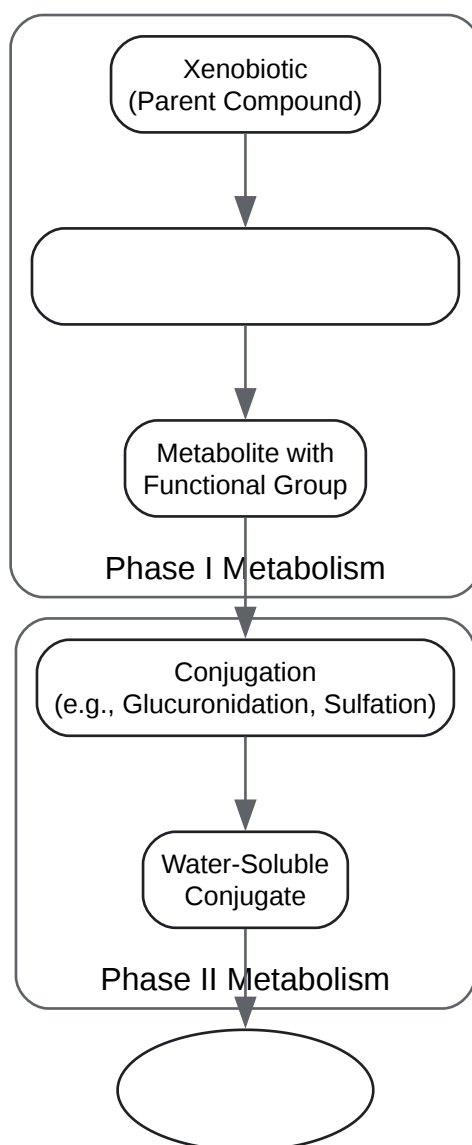 Xenobiotic
(Parent Compound)
Metabolite with
Functional Group
Phase I Metabolism
Conjugation
(e.g., Glucuronidation, Sulfation)
Water-Soluble
Conjugate
Phase II Metabolism